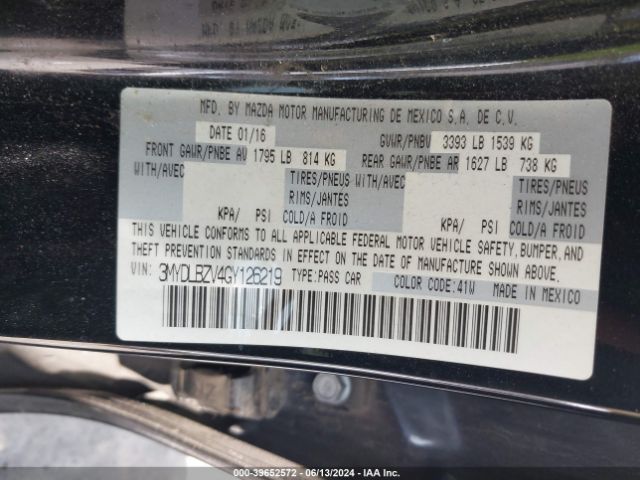 MFD. BY MAZDA MOTOR MANUFACTURING DE MEXICO S.A. DE C.V.
DATE 01/16 GVWR/PNBV 3393 LB 1539 KG
FRONT GAWR/PNBE AV 1795 LB 814 KG REAR GAWR/PNBE AR 1627 LB 738 KG
WITH/AVEC TIRES/PNEUS WITH/AVEC TIRES/PNEUS
RIMS/JANTES RIMS/JANTES
KPA/ PSI COLD/A FROID KPA/ PSI COLD/A FROID
THIS VEHICLE CONFORMS TO ALL APPLICABLE FEDERAL MOTOR VEHICLE SAFETY, BUMPER, AND
THEFT PREVENTION STANDARDS IN EFFECT ON THE DATE OF MANUFACTURE SHOWN ABOVE.
VIN: 3MYDLBZV4GY126219 TYPE:PASS CAR COLOR CODE:41W MADE IN MEXICO
000-39652572 - 06/13/2024 - IAA Inc.